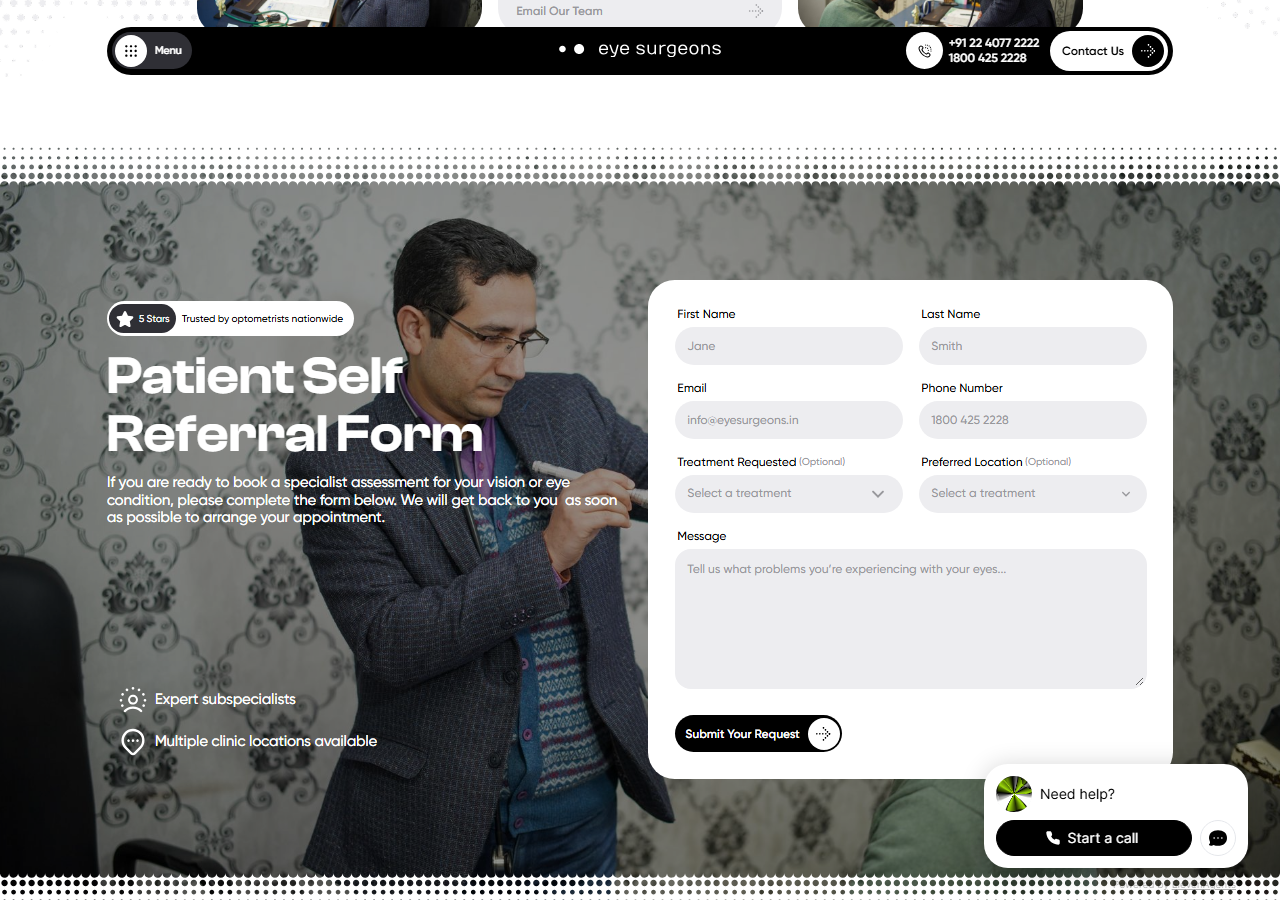 Email Our Team
Menu
eye surgeons
+91 22 4077 2222
1800 425 2228
Contact Us
5 Stars
Trusted by optometrists nationwide
Patient Self
Referral Form
If you are ready to book a specialist assessment for your vision or eye
condition, please complete the form below. We will get back to you as soon
as possible to arrange your appointment.
Expert subspecialists
Multiple clinic locations available
First Name
Last Name
Jane
Smith
Email
Phone Number
info@eyesurgeons.in
1800 425 2228
Treatment Requested (Optional)
Preferred Location (Optional)
Select a treatment
Select a treatment
Message
Tell us what problems you’re experiencing with your eyes...
Submit Your Request
Need help?
Start a call